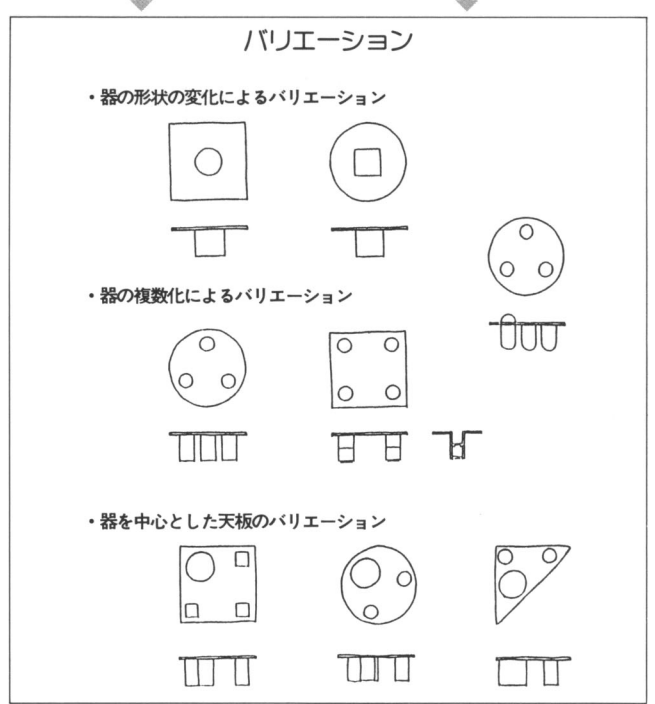 バリエーション
・器の形状の変化によるバリエーション
・器の複数化によるバリエーション
・器を中心とした天板のバリエーション